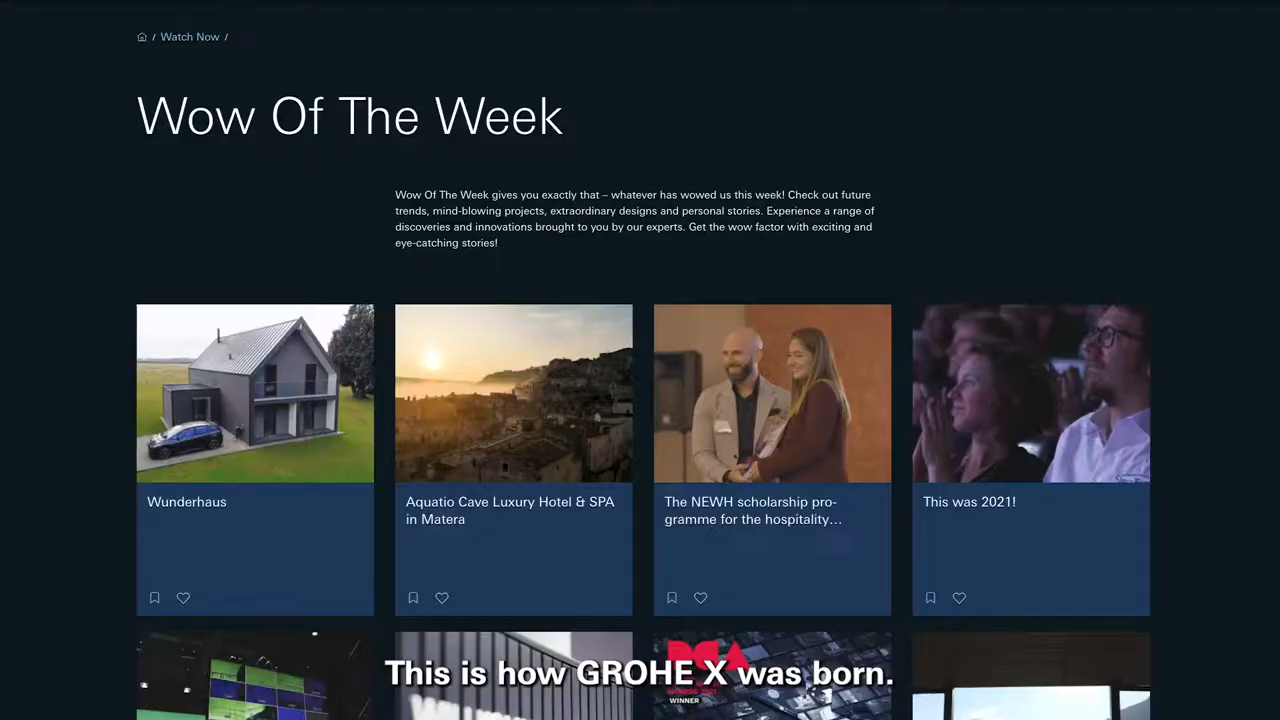 / Watch Now /
Wow Of The Week
Wow Of The Week gives you exactly that – whatever has wowed us this week! Check out future
trends, mind-blowing projects, extraordinary designs and personal stories. Experience a range of
discoveries and innovations brought to you by our experts. Get the wow factor with exciting and
eye-catching stories!
Wunderhaus
Aquatio Cave Luxury Hotel & SPA
in Matera
The NEWH scholarship pro-
gramme for the hospitality…
This was 2021!
This is how GROHE X was born.
AWARDS 2021
WINNER